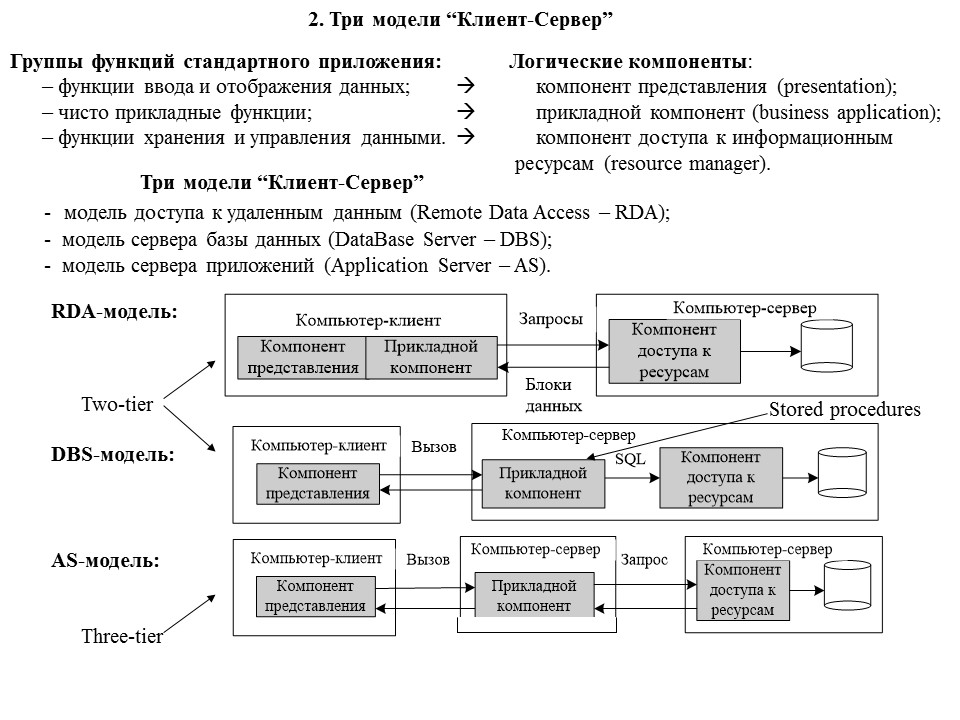 2. Три модели “Клиент-Сервер”
Группы функций стандартного приложения:
– функции ввода и отображения данных; →
– чисто прикладные функции; →
– функции хранения и управления данными. →
Логические компоненты:
компонент представления (presentation);
прикладной компонент (business application);
компонент доступа к информационным
ресурсам (resource manager).
Три модели “Клиент-Сервер”
- модель доступа к удаленным данным (Remote Data Access – RDA);
- модель сервера базы данных (DataBase Server – DBS);
- модель сервера приложений (Application Server – AS).
RDA-модель:
Компьютер-клиент
Компонент
представления
Прикладной
компонент
Запросы
Блоки
данных
Компьютер-сервер
Компонент
доступа к
ресурсам
Two-tier
Stored procedures
DBS-модель:
Компьютер-клиент
Компонент
представления
Вызов
Компьютер-сервер
Прикладной
компонент
SQL
Компонент
доступа к
ресурсам
AS-модель:
Компьютер-клиент
Компонент
представления
Вызов
Компьютер-сервер
Прикладной
компонент
Запрос
Компьютер-сервер
Компонент
доступа к
ресурсам
Three-tier